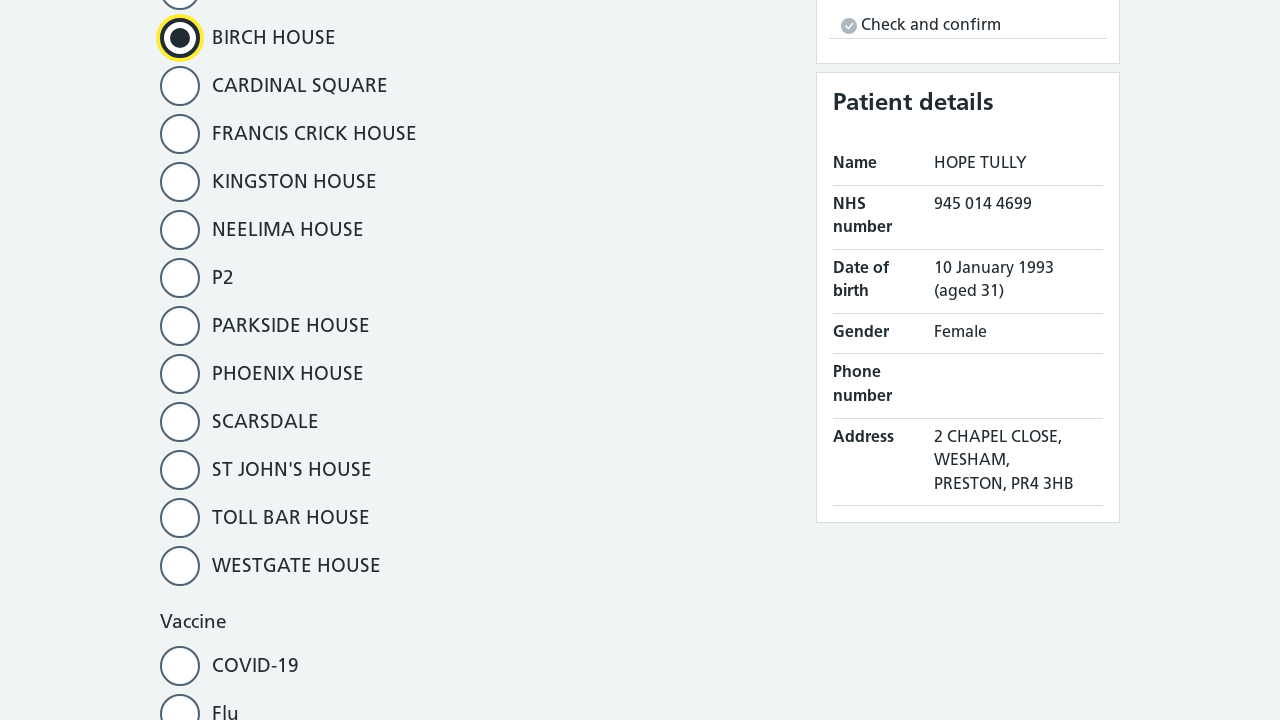 BIRCH HOUSE
CARDINAL SQUARE
FRANCIS CRICK HOUSE
KINGSTON HOUSE
NEELIMA HOUSE
P2
PARKSIDE HOUSE
PHOENIX HOUSE
SCARSDALE
ST JOHN'S HOUSE
TOLL BAR HOUSE
WESTGATE HOUSE
Vaccine
COVID-19
Flu
Check and confirm
Patient details
Name HOPE TULLY
NHS 945 014 4699
number
Date of 10 January 1993
birth (aged 31)
Gender Female
Phone
number
Address 2 CHAPEL CLOSE,
WESHAM,
PRESTON, PR4 3HB